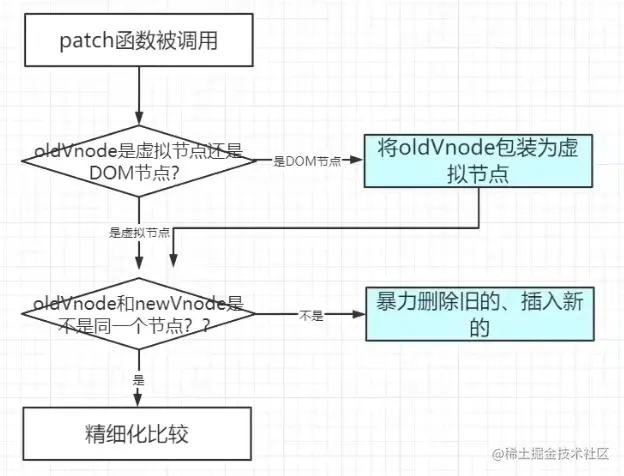 patch函数被调用
oldVnode是虚拟节点还是
DOM节点?
是DOM节点
将oldVnode包装为虚
拟节点
是虚拟节点
oldVnode和newVnode是
不是同一个节点？?
不是
暴力删除旧的、插入新
的
是
精细化比较
@稀土掘金技术社区